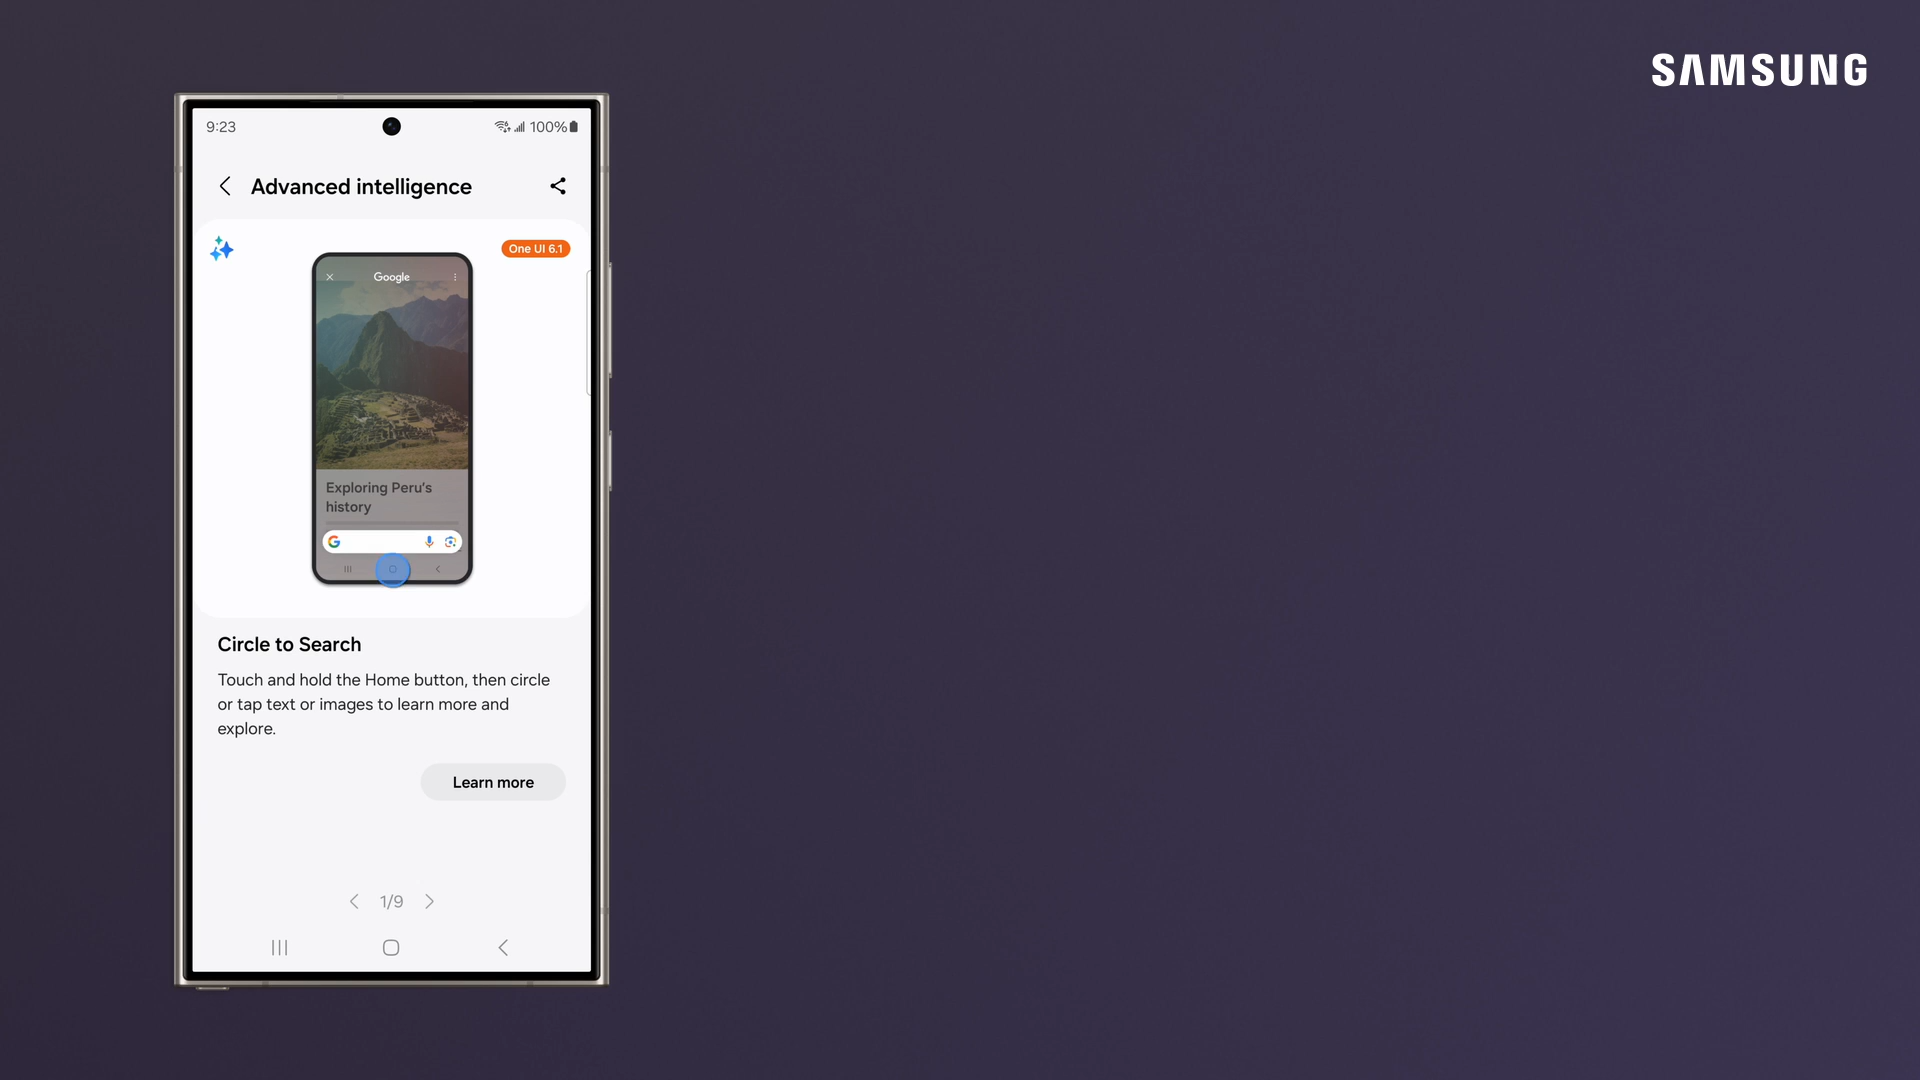 SAMSUNG
9:23
100%
Advanced intelligence
One UI 6.1
Google
Exploring Peru's
history
Circle to Search
Touch and hold the Home button, then circle
or tap text or images to learn more and
explore.
Learn more
1/9